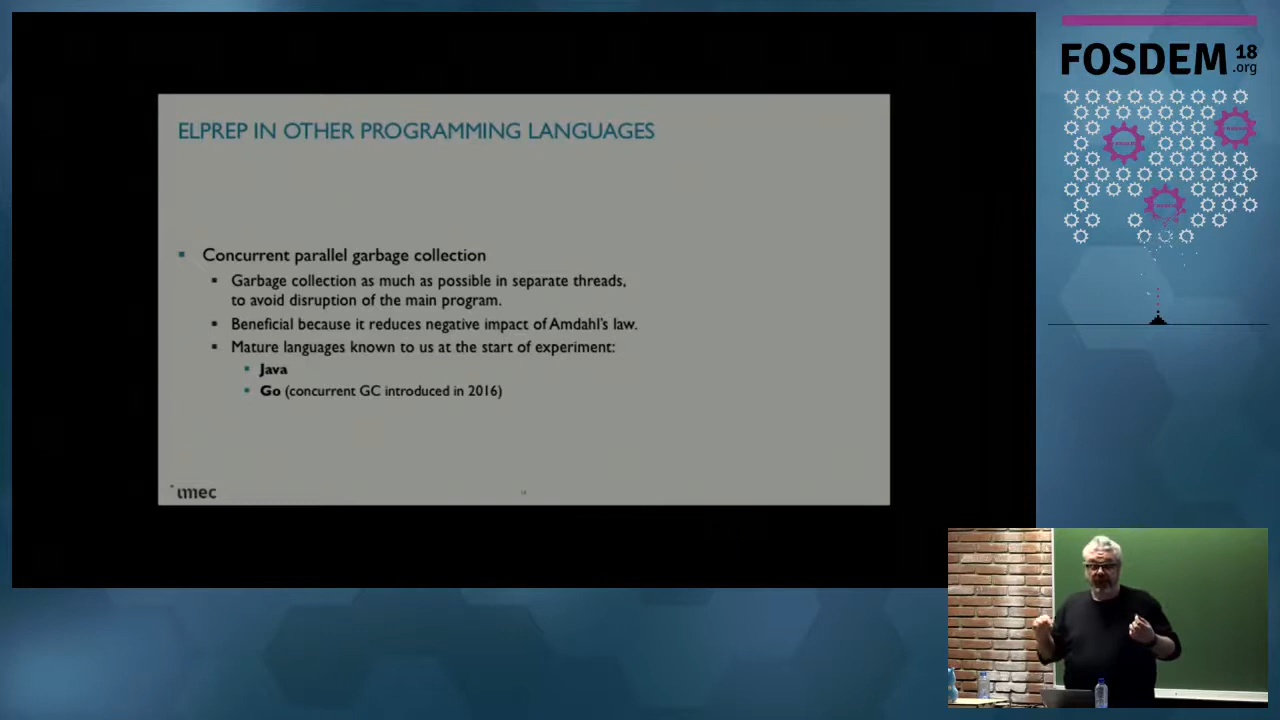 FOSDEM 18
.org
ELPREP IN OTHER PROGRAMMING LANGUAGES
Concurrent parallel garbage collection
Garbage collection as much as possible in separate threads,
to avoid disruption of the main program.
Beneficial because it reduces negative impact of Amdahl's law.
Mature languages known to us at the start of experiment:
Java
Go (concurrent GC introduced in 2016)
imec